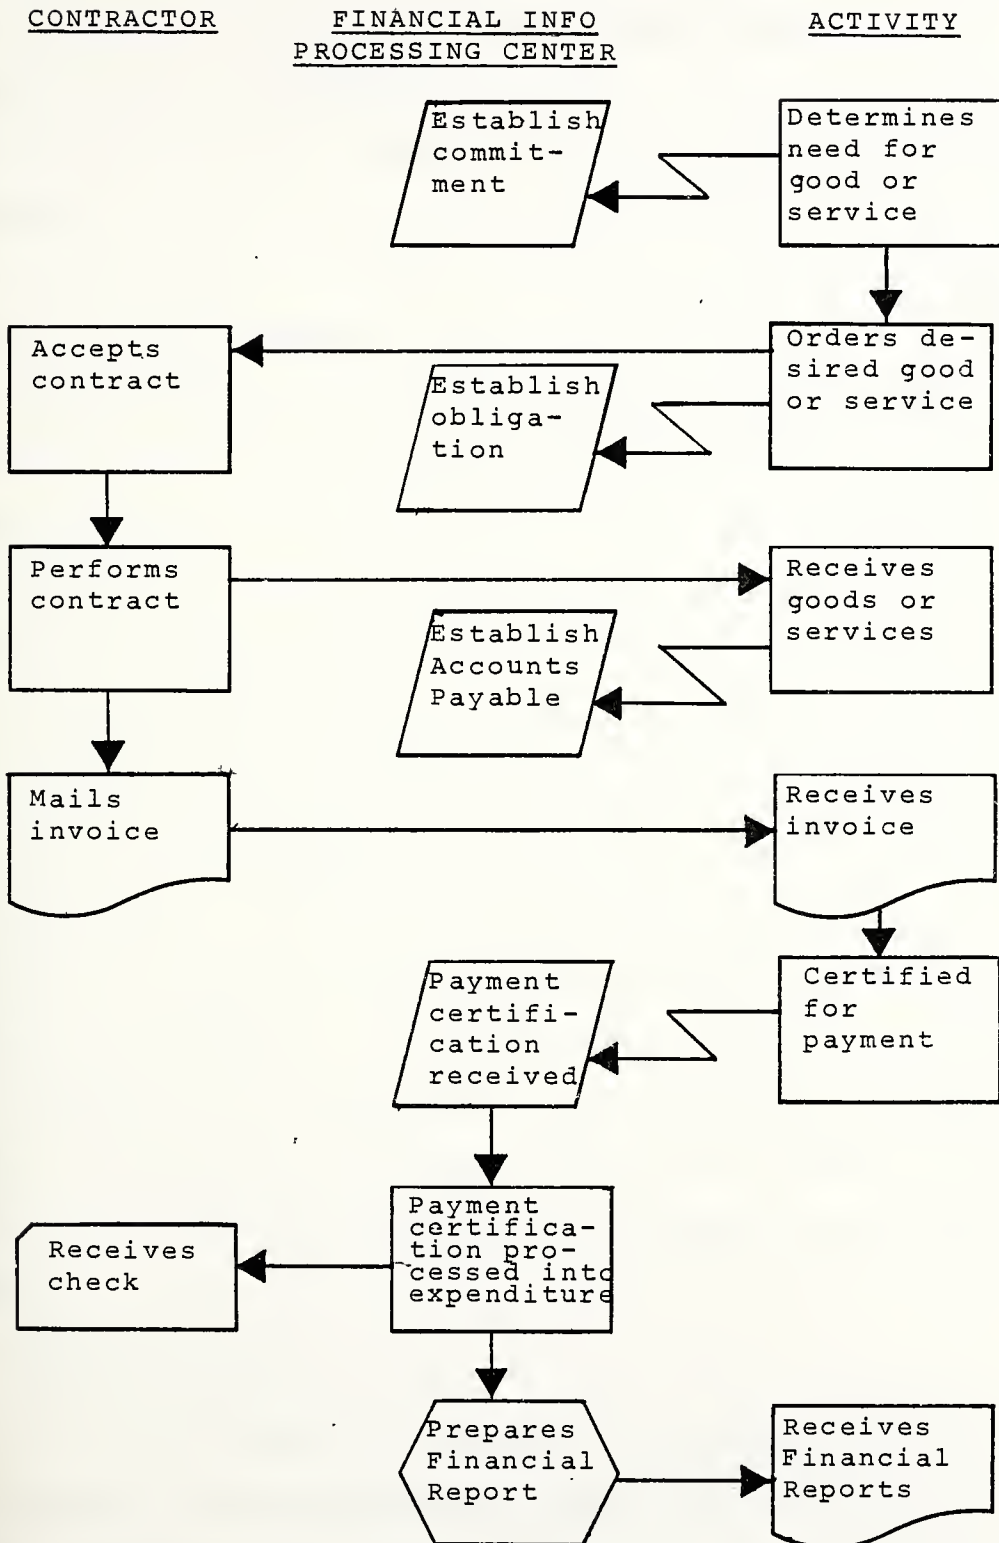 CONTRACTOR
FINANCIAL INFO
PROCESSING CENTER
ACTIVITY
Establish
commit-
ment
Determines
need for
good or
service
Accepts
contract
Establish
obliga-
tion
Orders de-
sired good
or service
Performs
contract
Establish
Accounts
Payable
Receives
goods or
services
Mails
invoice
Receives
invoice
Payment
certifi-
cation
received
Certified
for
payment
Receives
check
Payment
certifica-
tion pro-
cessed into
expenditure
Prepares
Financial
Report
Receives
Financial
Reports